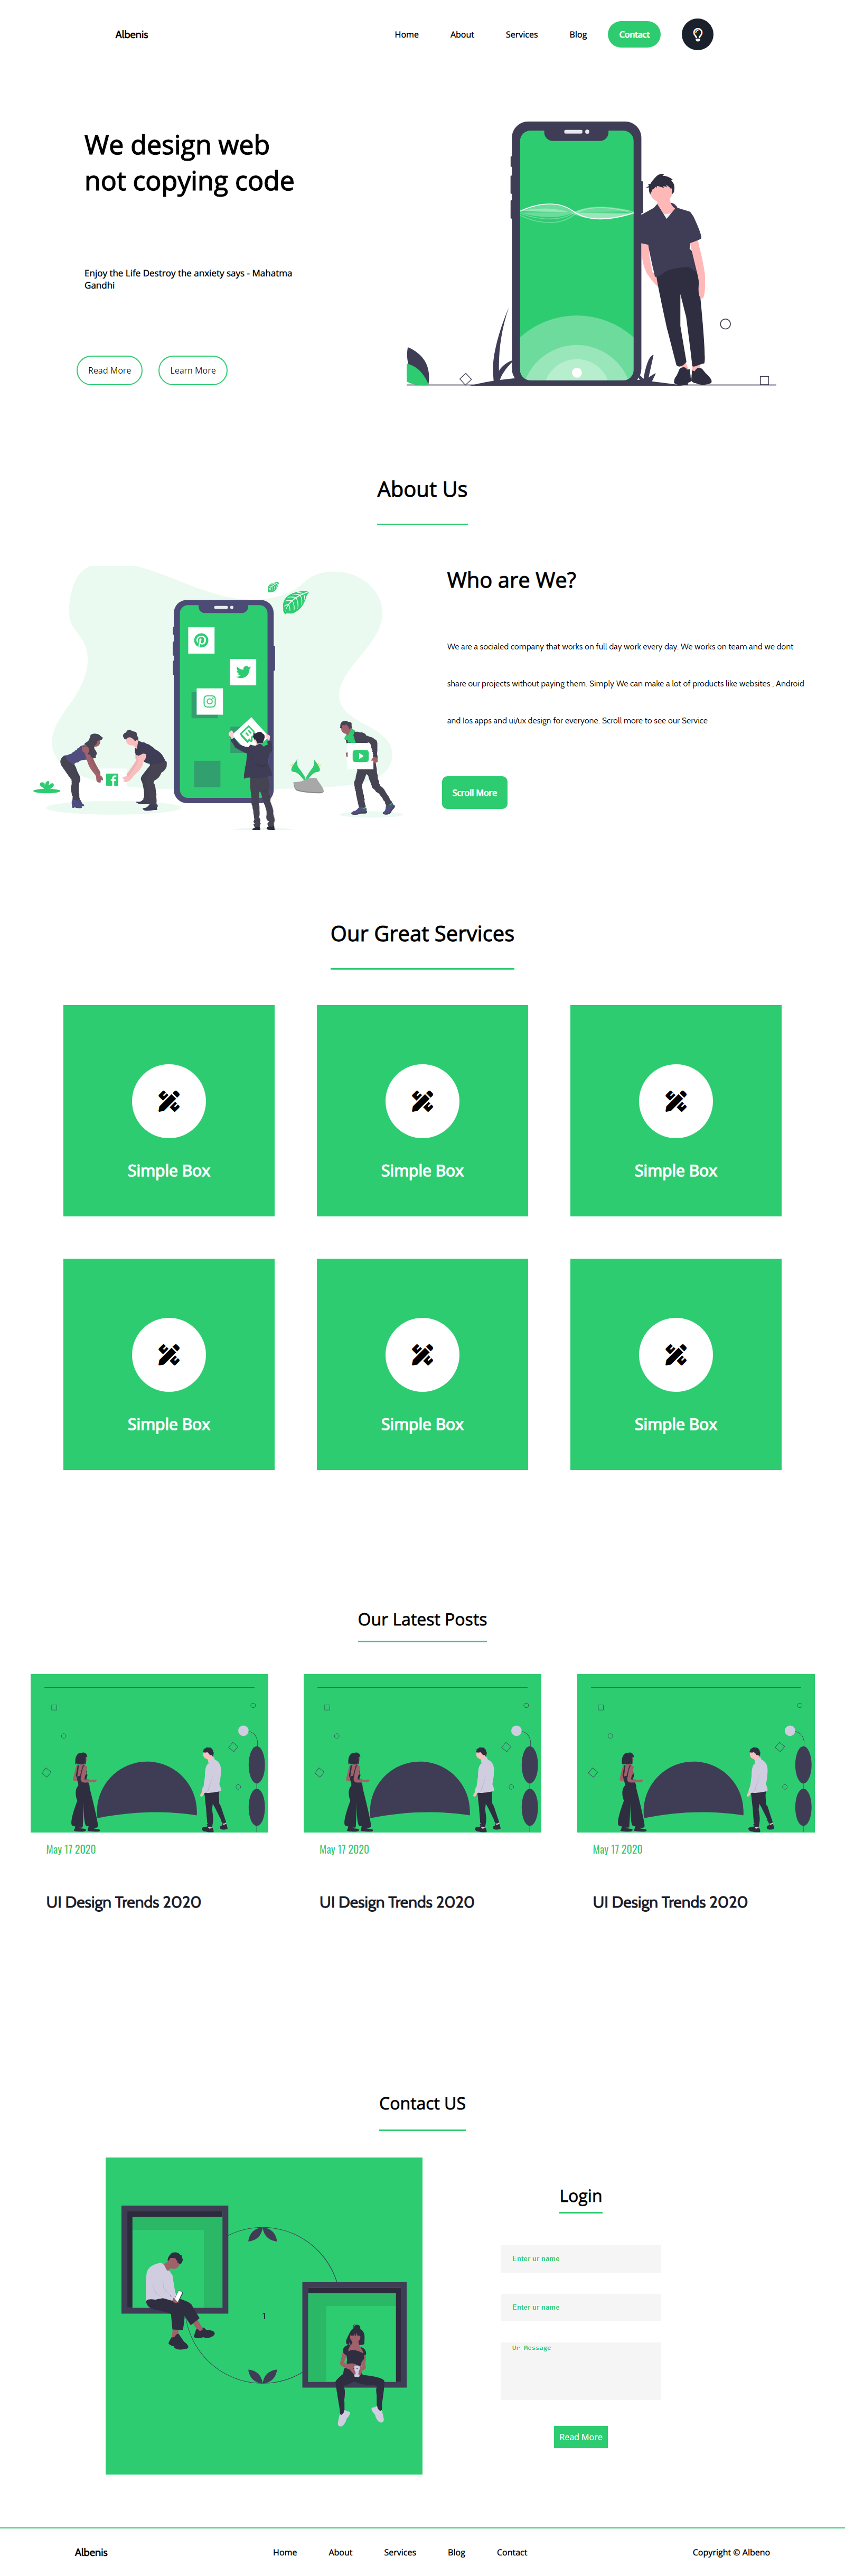 Albenis
Home About Services Blog Contact
We design web
not copying code
Enjoy the Life Destroy the anxiety says - Mahatma
Gandhi
Read More Learn More
About Us
Who are We?
We are a socialed company that works on full day work every day. We works on team and we dont
share our projects without paying them. Simply We can make a lot of products like websites , Android
and Ios apps and ui/ux design for everyone. Scroll more to see our Service
Scroll More
Our Great Services
Simple Box Simple Box Simple Box
Simple Box Simple Box Simple Box
Our Latest Posts
May 17 2020 May 17 2020 May 17 2020
UI Design Trends 2020 UI Design Trends 2020 UI Design Trends 2020
Contact US
1
Login
Enter ur name
Enter ur name
Ur Message
Read More
Albenis Home About Services Blog Contact Copyright © Albeno